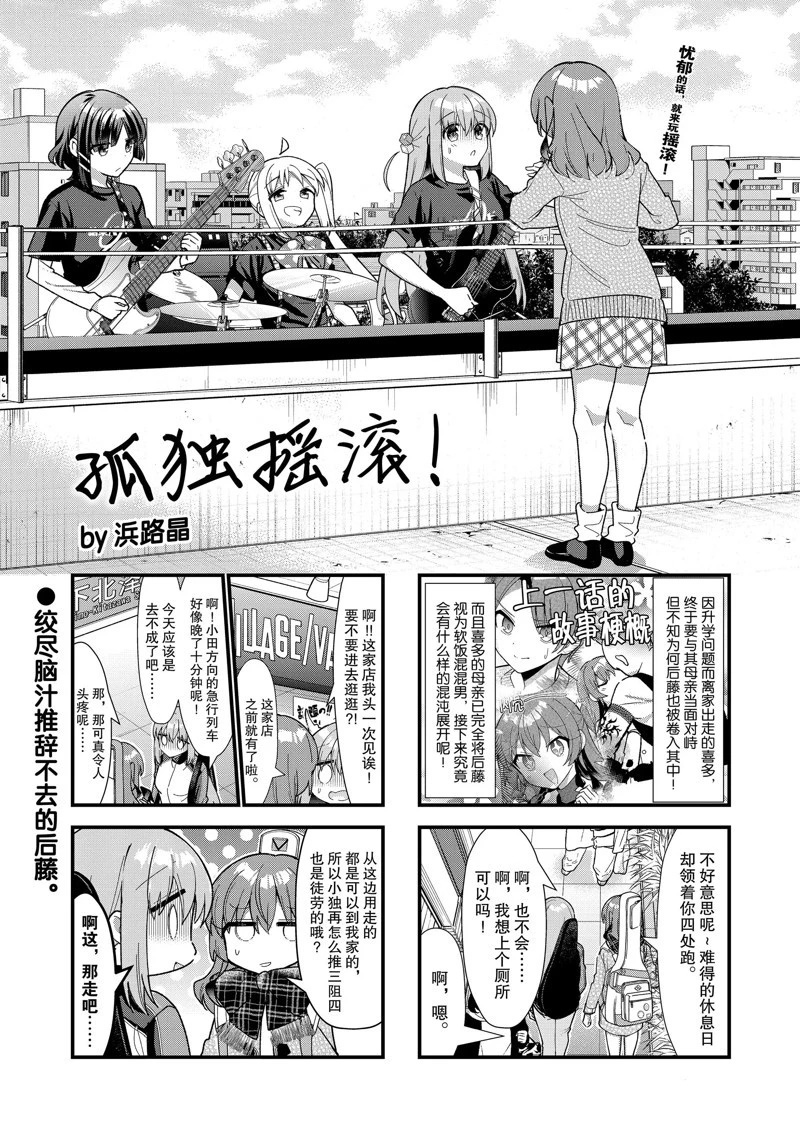 忧郁的话，就来玩摇滚！
孤独摇滚！
by 浜路晶
●绞尽脑汁推辞不去的后藤。
上一话的
故事梗概
因升学问题而离家出走的喜多，
终于要与其母亲当面对峙
但不知为何后藤也被卷入其中！
而且喜多的母亲已完全将后藤
视为软饭混混男，接下来究竟
会有什么样的混沌展开呢！
不好意思呢～难得的休息日
却领着你四处跑。
啊，也不会……
啊，我想上个厕所
可以吗！
啊，嗯。
啊!!这家店我头一次见诶！
要不要进去逛逛?!
这家店
之前就有了啦。
LLAGE/VA
下北泽
mo-Kitazawa S
啊！小田方向的急行列车
好像晚了十分钟呢！
今天应该是
去不成了吧……
那，那可真令人
头疼呢……
从这边用走的
都是可以到我家的，
所以小独再怎么推三阻四
也是徒劳的哦？
啊这，那走吧……